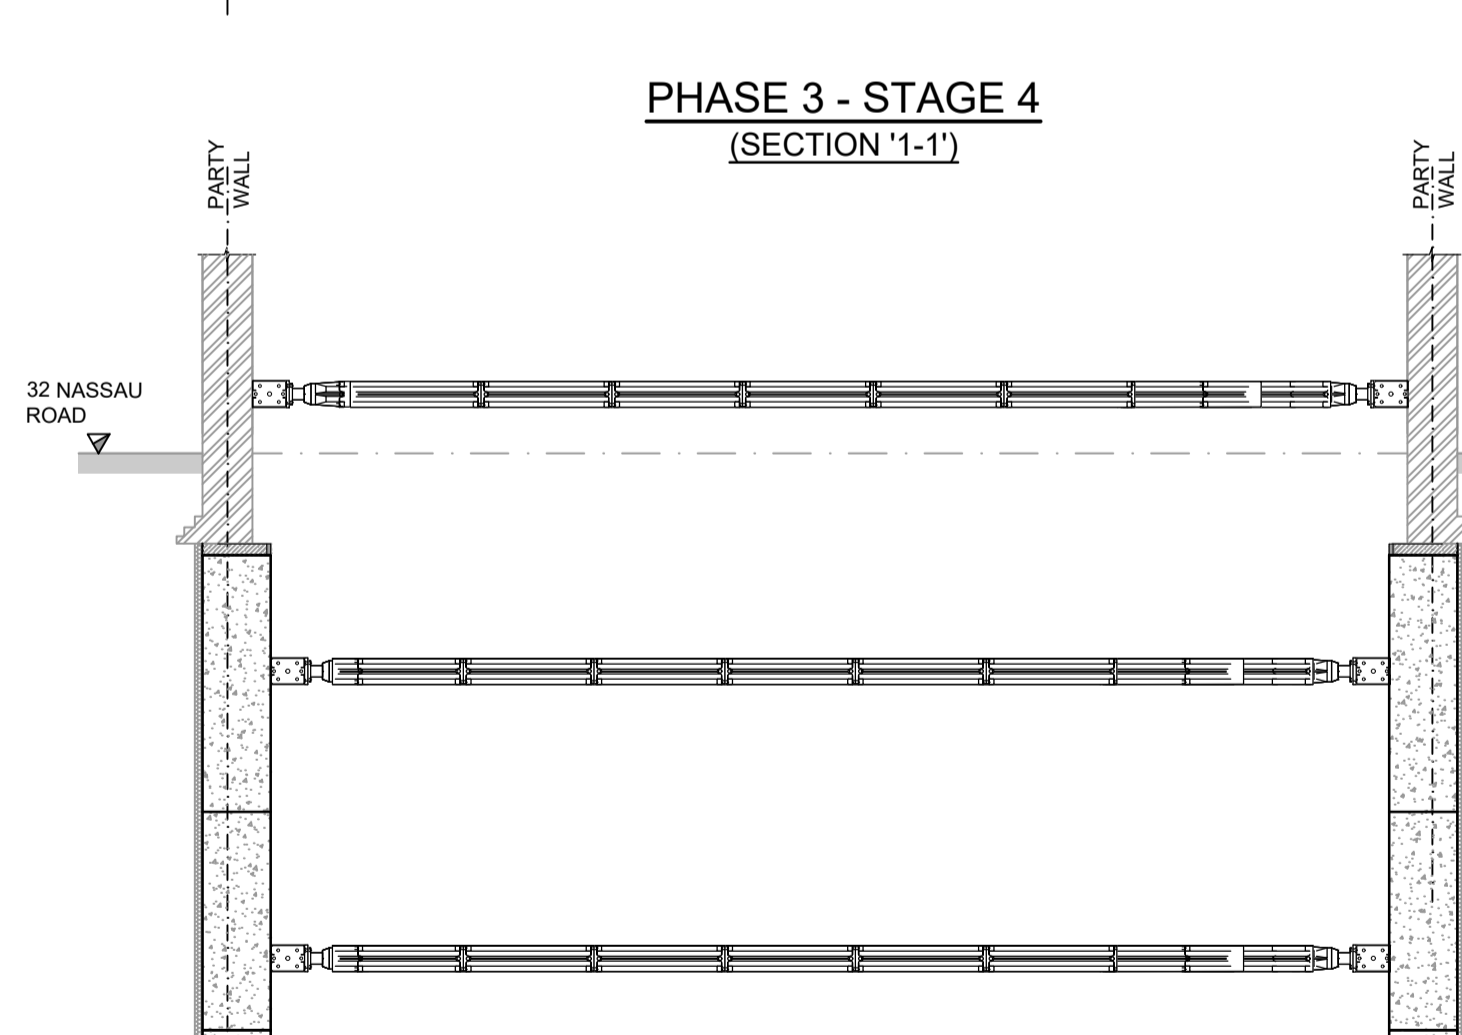 PHASE 3 - STAGE 4
(SECTION '1-1')
PARTY
WALL
PARTY
WALL
32 NASSAU
ROAD